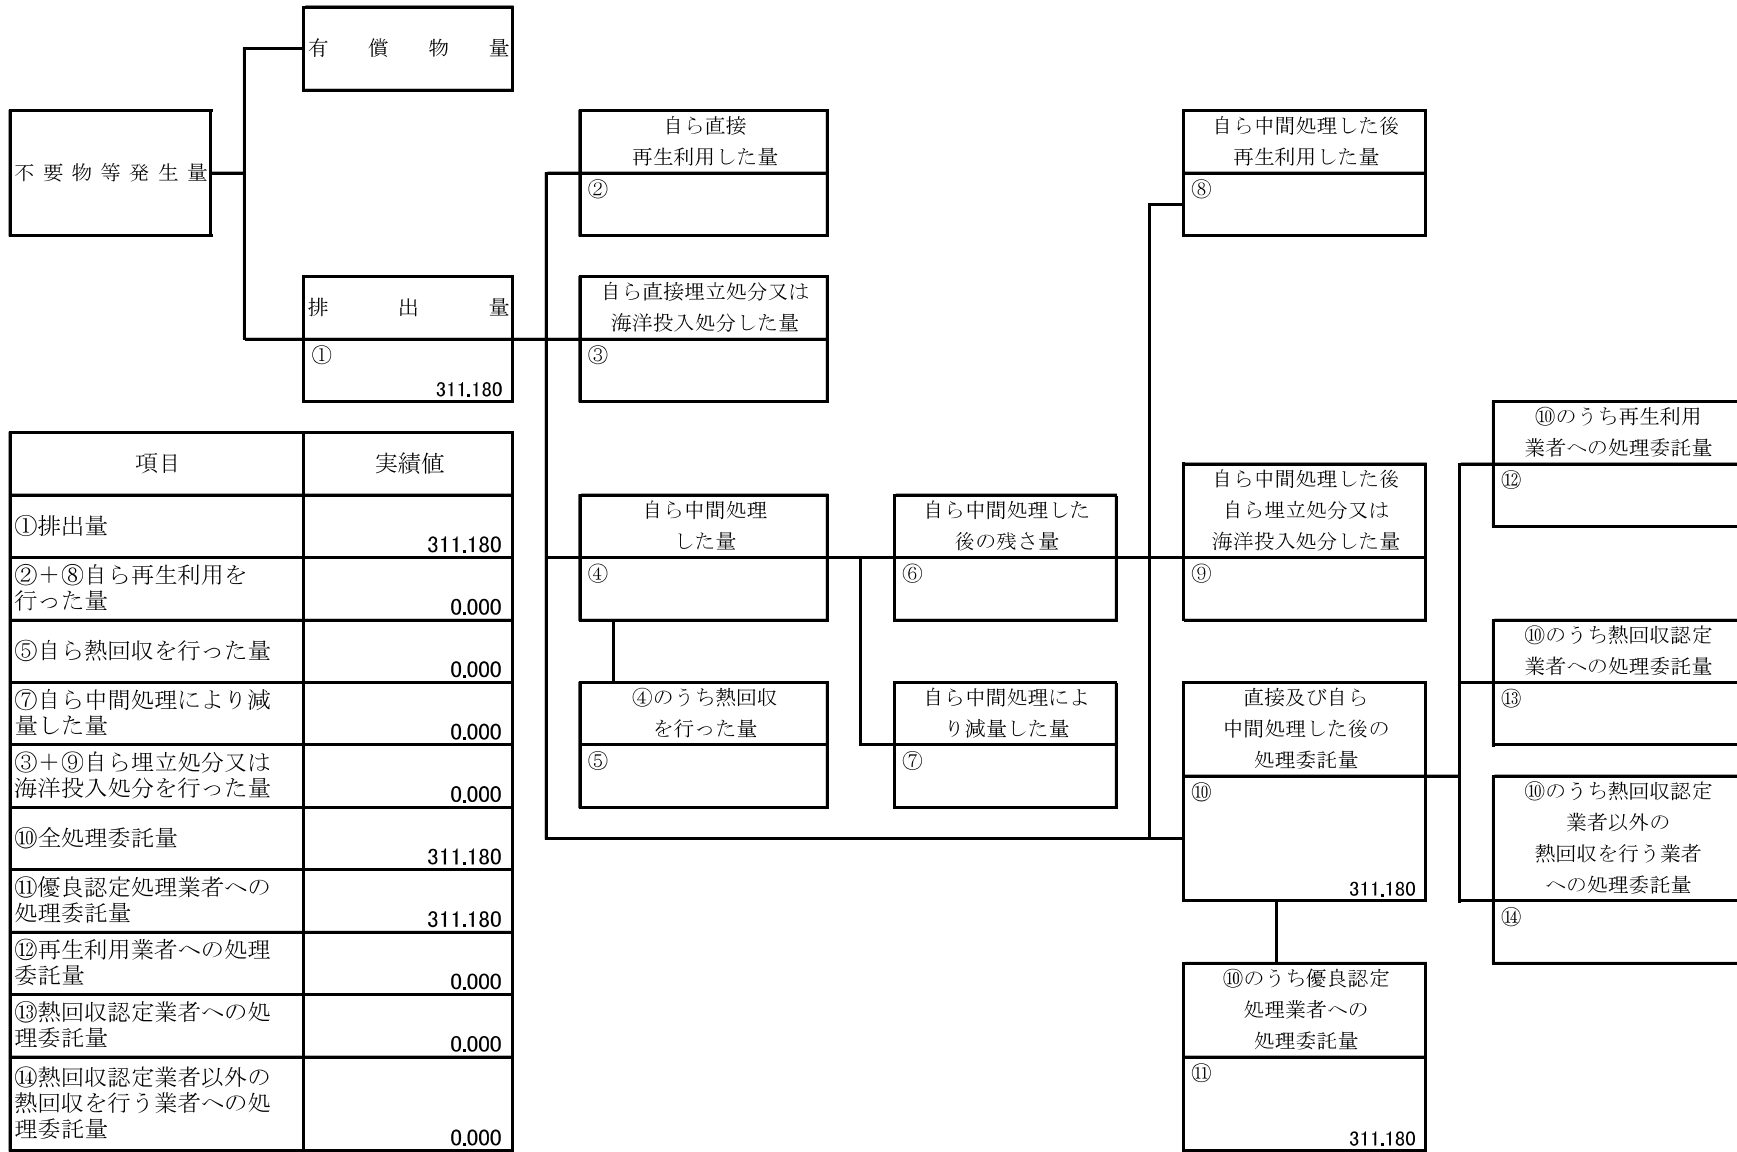 有償物量
不要物等発生量
排出量
①
311.180
自ら直接
再生利用した量
②
自ら直接埋立処分又は
海洋投入処分した量
③
自ら中間処理した後
再生利用した量
⑧
項目 実績値
①排出量
311.180
②+⑧自ら再生利用を
行った量
0.000
⑤自ら熱回収を行った量
0.000
⑦自ら中間処理により減
量した量
0.000
③+⑨自ら埋立処分又は
海洋投入処分を行った量
0.000
⑩全処理委託量
311.180
⑪優良認定処理業者への
処理委託量
311.180
⑫再生利用業者への処理
委託量
0.000
⑬熱回収認定業者への処
理委託量
0.000
⑭熱回収認定業者以外の
熱回収を行う業者への処
理委託量
0.000
自ら中間処理
した量
④
④のうち熱回収
を行った量
⑤
自ら中間処理した
後の残さ量
⑥
自ら中間処理によ
り減量した量
⑦
自ら中間処理した後
自ら埋立処分又は
海洋投入処分した量
⑨
直接及び自ら
中間処理した後の
処理委託量
⑩
311.180
⑩のうち優良認定
処理業者への
処理委託量
⑪
311.180
⑩のうち再生利用
業者への処理委託量
⑫
⑩のうち熱回収認定
業者への処理委託量
⑬
⑩のうち熱回収認定
業者以外の
熱回収を行う業者
への処理委託量
⑭